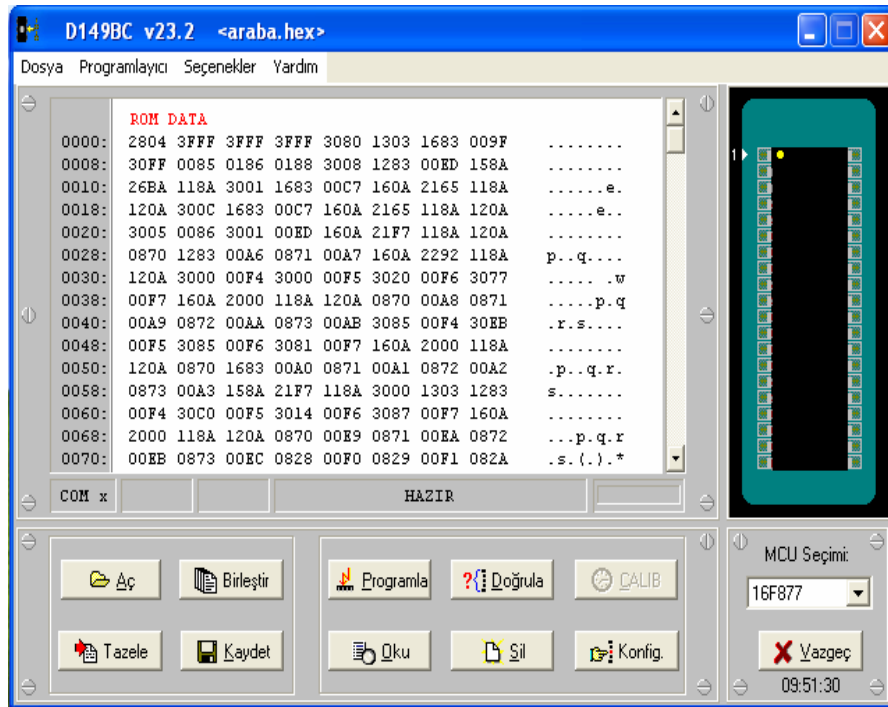 D149BC v23.2 <araba.hex>
Dosya Programlayıcı Seçenekler Yardım
ROM DATA
0000: 2804 3FFF 3FFF 3FFF 3080 1303 1683 009F ........
0008: 30FF 0085 0186 0188 3008 1283 00ED 158A ........
0010: 26BA 118A 3001 1683 00C7 160A 2165 118A ......e.
0018: 120A 300C 1683 00C7 160A 2165 118A 120A .....e..
0020: 3005 0086 3001 00ED 160A 21F7 118A 120A ........
0028: 0870 1283 00A6 0871 00A7 160A 2292 118A p..q....
0030: 120A 3000 00F4 3000 00F5 3020 00F6 3077 ..... .w
0038: 00F7 160A 2000 118A 120A 0870 00A8 0871 .....p.q
0040: 00A9 0872 00AA 0873 00AB 3085 00F4 30EB .r.s....
0048: 00F5 3085 00F6 3081 00F7 160A 2000 118A ........
0050: 120A 0870 1683 00A0 0871 00A1 0872 00A2 .p..q.r.
0058: 0873 00A3 158A 21F7 118A 3000 1303 1283 s.......
0060: 00F4 30C0 00F5 3014 00F6 3087 00F7 160A ........
0068: 2000 118A 120A 0870 00E9 0871 00EA 0872 ...p.q.r
0070: 00EB 0873 00EC 0828 00F0 0829 00F1 082A .s.(.).*
COM x HAZIR
1
Aç Birleştir Programla Doğrula CALIB
Tazele Kaydet Oku Sil Konfig.
MCU Seçimi:
16F877
Vazgeç
09:51:30